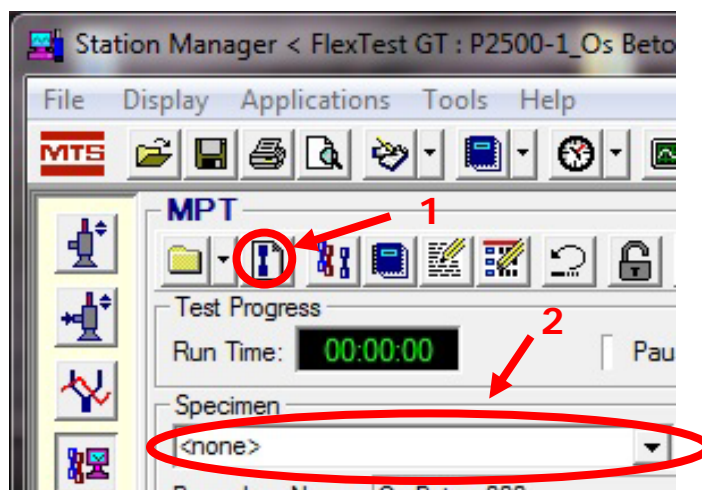 Station Manager < FlexTest GT : P2500-1_Os Beto
File Display Applications Tools Help
MTS
MPT
1
Test Progress
2
Run Time: 00:00:00 Pau
Specimen
<none>